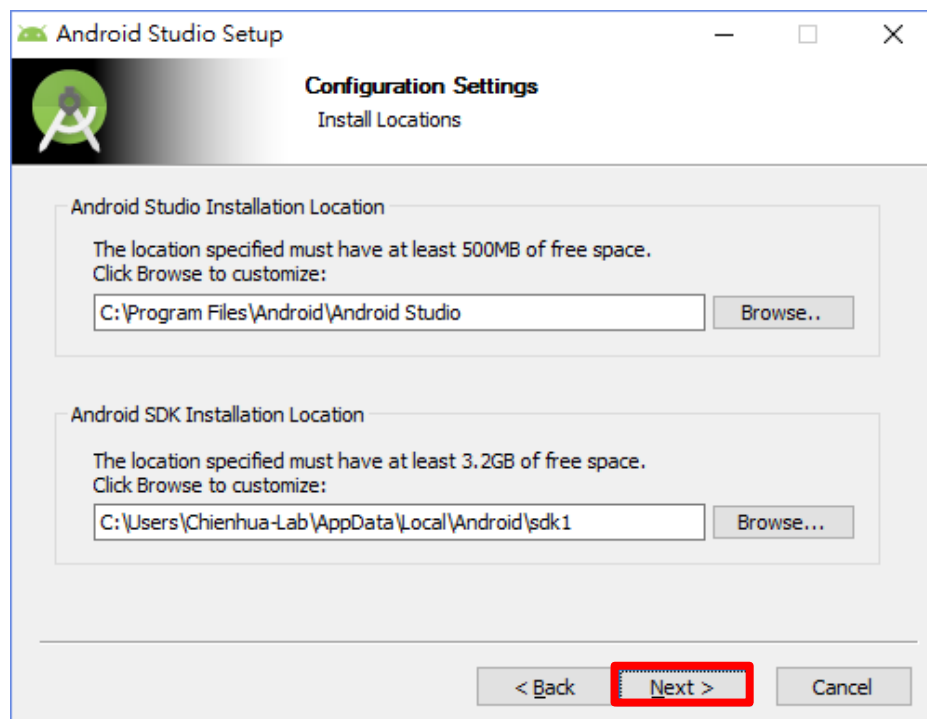 Android Studio Setup
Configuration Settings
Install Locations
Android Studio Installation Location
The location specified must have at least 500MB of free space.
Click Browse to customize:
C:\Program Files\Android\Android Studio
Browse..
Android SDK Installation Location
The location specified must have at least 3.2GB of free space.
Click Browse to customize:
C:\Users\Chienhua-Lab\AppData\Local\Android\sdk1
Browse...
< Back
Next >
Cancel